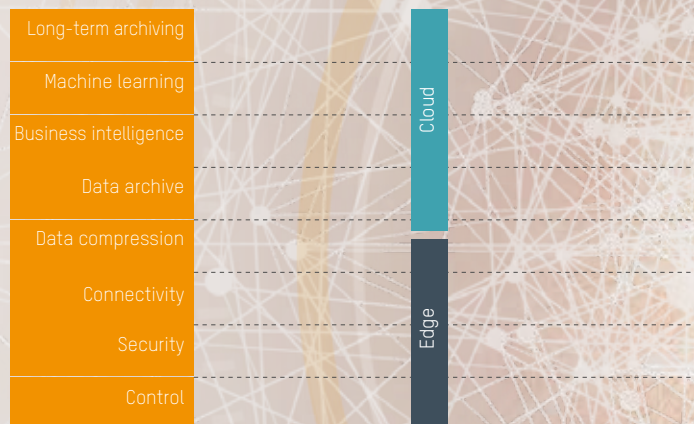 Long-term archiving
Machine learning
Business intelligence
Data archive
Data compression
Connectivity
Security
Control
Cloud
Edge